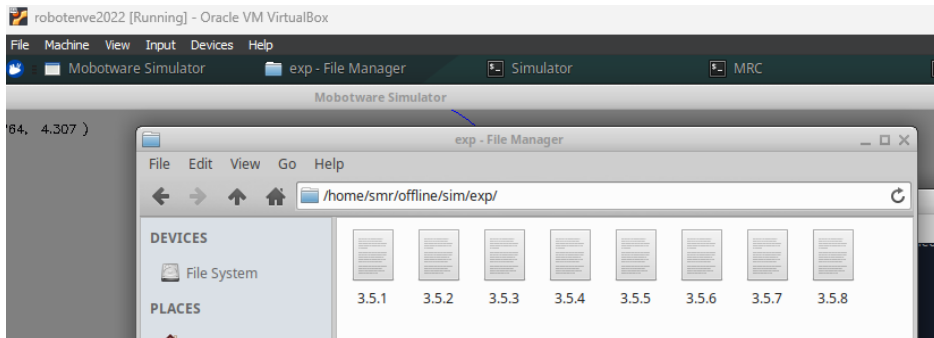 robotenve2022 [Running] - Oracle VM VirtualBox
File Machine View Input Devices Help
Mobotware Simulator exp - File Manager Simulator MRC
Mobotware Simulator
64, 4.307 )
exp - File Manager
File Edit View Go Help
/home/smr/offline/sim/exp/
DEVICES
File System
PLACES
3.5.1 3.5.2 3.5.3 3.5.4 3.5.5 3.5.6 3.5.7 3.5.8